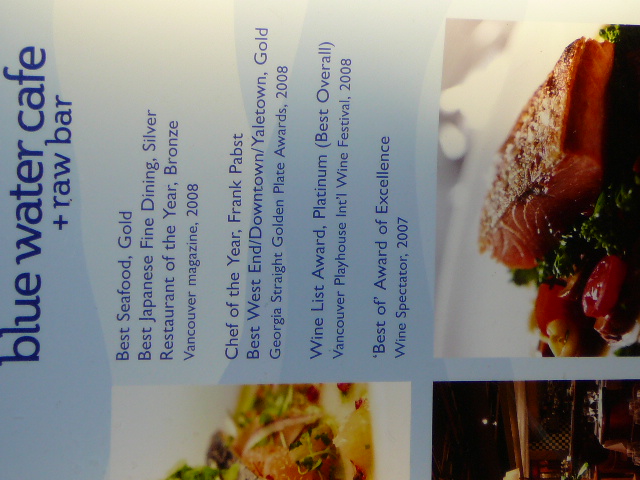 blue water cafe
+ raw bar
Best Seafood, Gold
Best Japanese Fine Dining, Silver
Restaurant of the Year, Bronze
Vancouver magazine, 2008
Chef of the Year, Frank Pabst
Best West End/Downtown/Yaletown, Gold
Georgia Straight Golden Plate Awards, 2008
Wine List Award, Platinum (Best Overall)
Vancouver Playhouse Int'l Wine Festival, 2008
‘Best of’ Award of Excellence
Wine Spectator, 2007